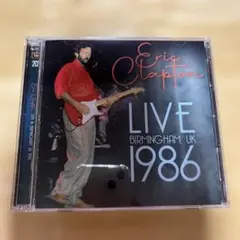 Eric
Clapton
LIVE
BIRMINGHAM UK
1986